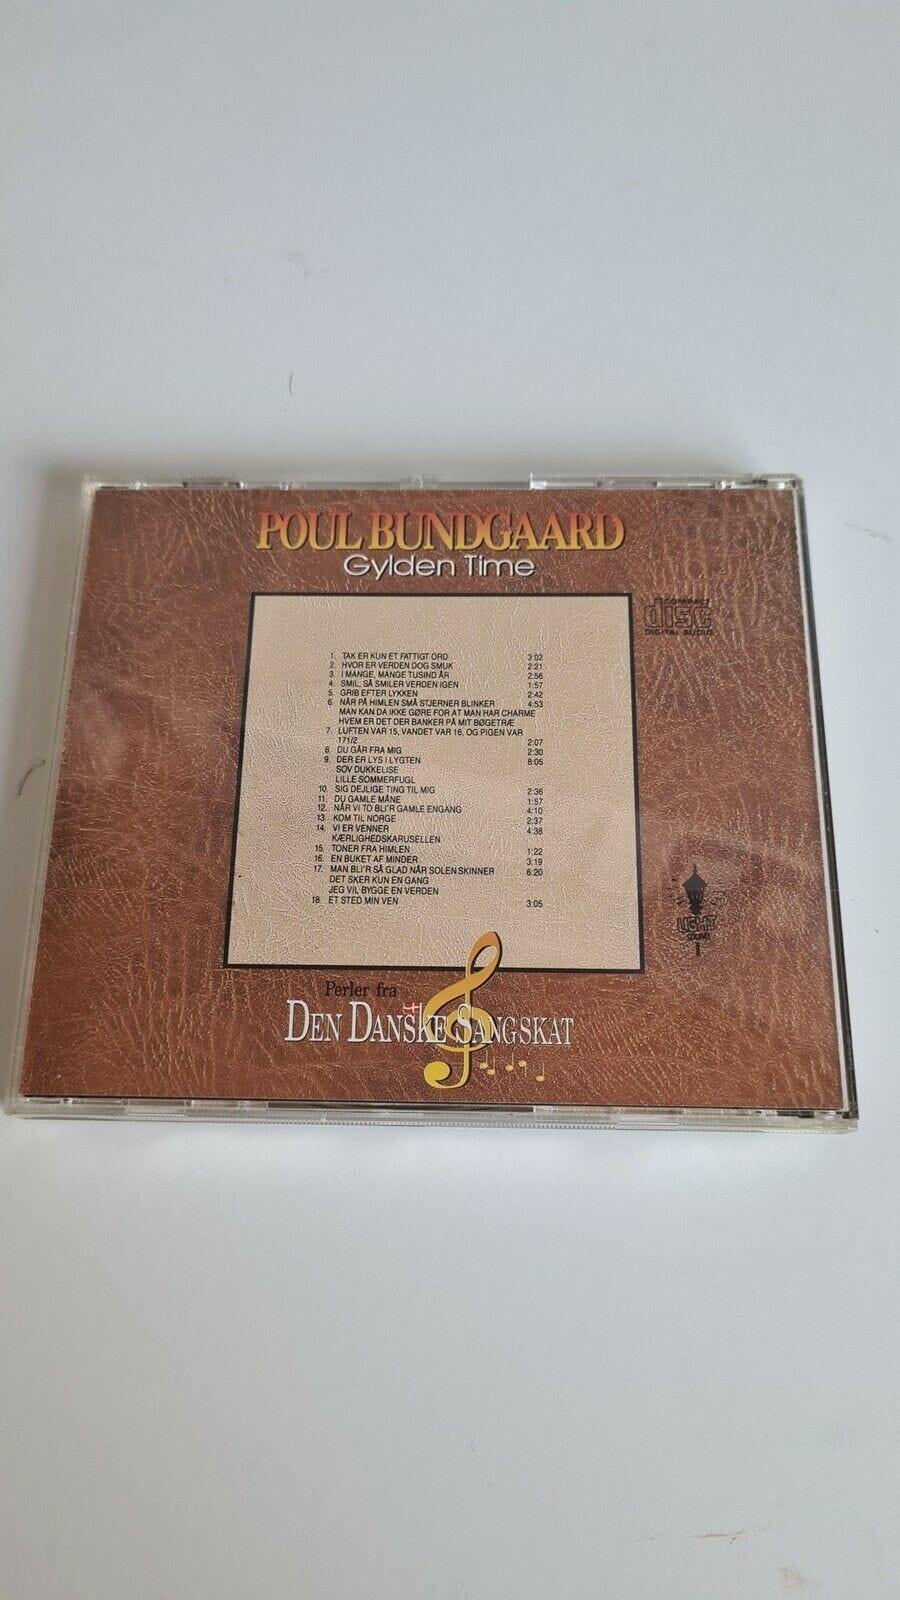 POUL BUNDGAARD
Gylden Time
COMPACT
disc
DIGITAL AUDIO
1. TAK ER KUN ET FATTIGT ORD 3:02
2. HVOR ER VERDEN DOG SMUK 2:21
3. I MANGE, MANGE TUSIND ÅR 2:56
4. SMIL, SÅ SMILER VERDEN IGEN 1:57
5. GRIB EFTER LYKKEN 2:42
6. NÅR PÅ HIMLEN SMÅ STJERNER BLINKER 4:53
MAN KAN DA IKKE GØRE FOR AT MAN HAR CHARME
HVEM ER DET DER BANKER PÅ MIT BØGETRÆ
7. LUFTEN VAR 15, VANDET VAR 16, OG PIGEN VAR
171/2 2:07
8. DU GÅR FRA MIG 2:30
9. DER ER LYS I LYGTEN 8:05
SOV DUKKELISE
LILLE SOMMERFUGL
10. SIG DEJLIGE TING TIL MIG 2:36
11. DU GAMLE MÅNE 1:57
12. NÅR VI TO BLI'R GAMLE ENGANG 4:10
13. KOM TIL NORGE 2:37
14. VI ER VENNER 4:38
KÆRLIGHEDSKARUSELLEN
15. TONER FRA HIMLEN 1:22
16. EN BUKET AF MINDER 3:19
17. MAN BLI'R SÅ GLAD NÅR SOLEN SKINNER 6:20
DET SKER KUN EN GANG
JEG VIL BYGGE EN VERDEN
18. ET STED MIN VEN 3:05
LIGHT
SOUND
Perler fra
DEN DANSKE SANGSKAT